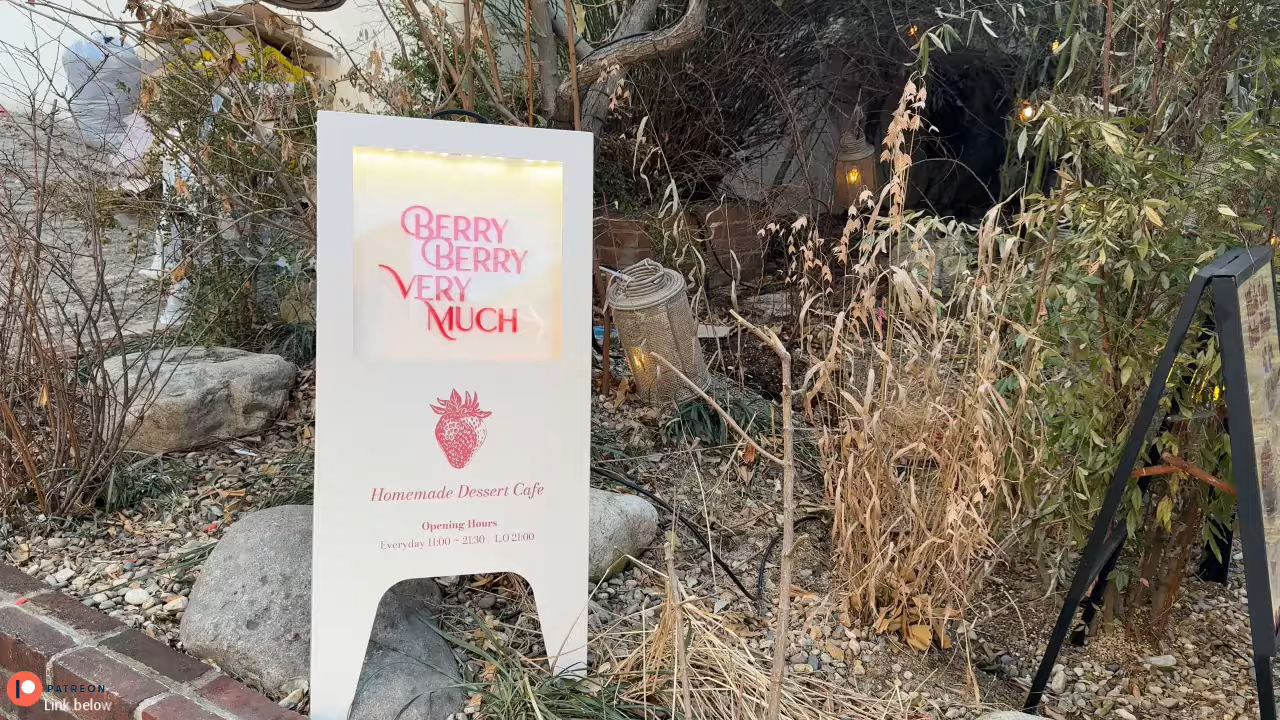 BERRY
BERRY
VERY
MUCH
Homemade Dessert Cafe
Opening Hours
Everyday 11:00 ~ 21:30 L.O 21:00
PATREON
Link below